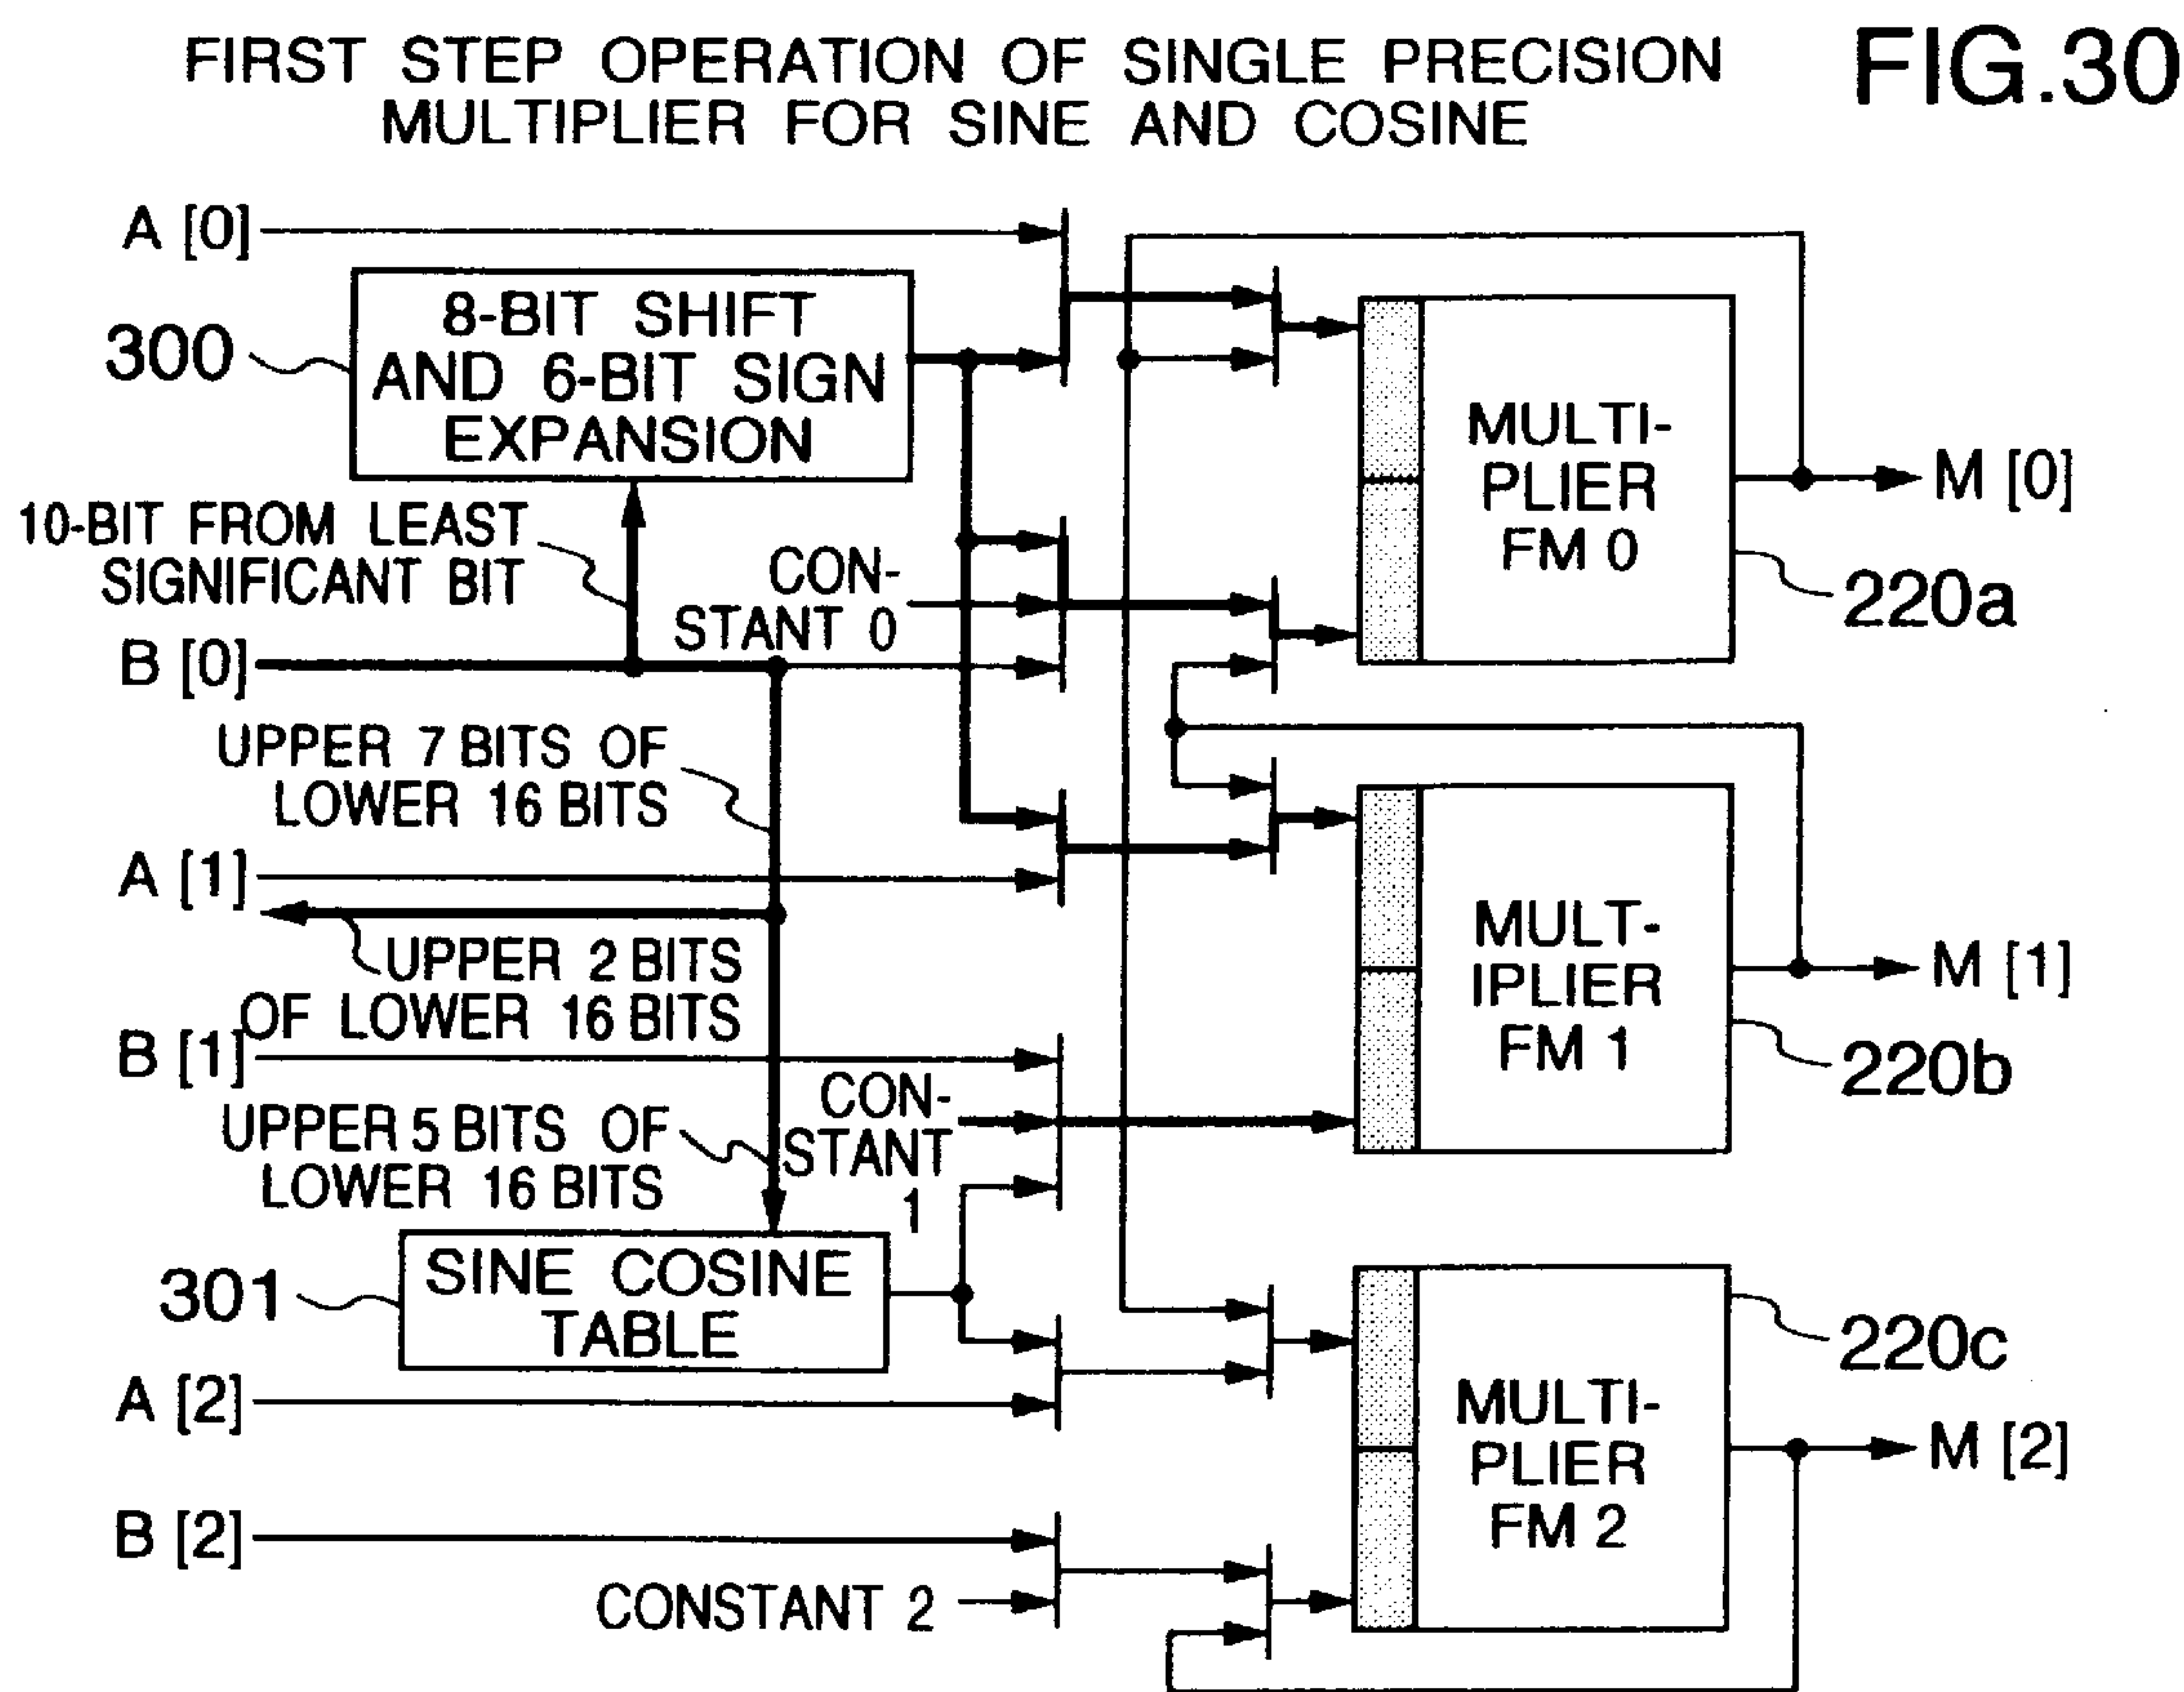 FIRST STEP OPERATION OF SINGLE PRECISION
MULTIPLIER FOR SINE AND COSINE
FIG.30
A [0]
8-BIT SHIFT
AND 6-BIT SIGN
EXPANSION
300
MULTI-
PLIER
FM 0
M [0]
220a
10-BIT FROM LEAST
SIGNIFICANT BIT
CON-
STANT 0
B [0]
UPPER 7 BITS OF
LOWER 16 BITS
A [1]
UPPER 2 BITS
OF LOWER 16 BITS
MULT-
IPLIER
FM 1
M [1]
220b
B [1]
CON-
STANT
1
UPPER 5 BITS OF
LOWER 16 BITS
SINE COSINE
TABLE
301
220c
A [2]
MULTI-
PLIER
FM 2
M [2]
B [2]
CONSTANT 2